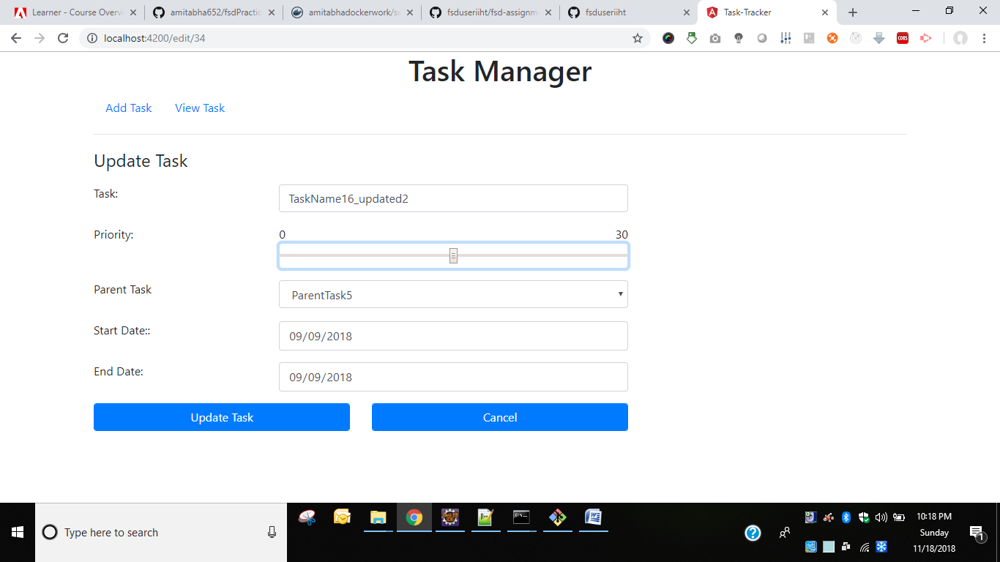 Learner - Course Overv
amitabha652/fsdPractic
amitabhadockerwork/s
fsduseriiht/fsd-assignm
fsduseriiht
Task-Tracker
localhost:4200/edit/34
CORS
Task Manager
Add Task
View Task
Update Task
Task:
TaskName16_updated2
Priority:
0
30
Parent Task
ParentTask5
Start Date::
09/09/2018
End Date:
09/09/2018
Update Task
Cancel
Type here to search
10:18 PM
Sunday
11/18/2018
1